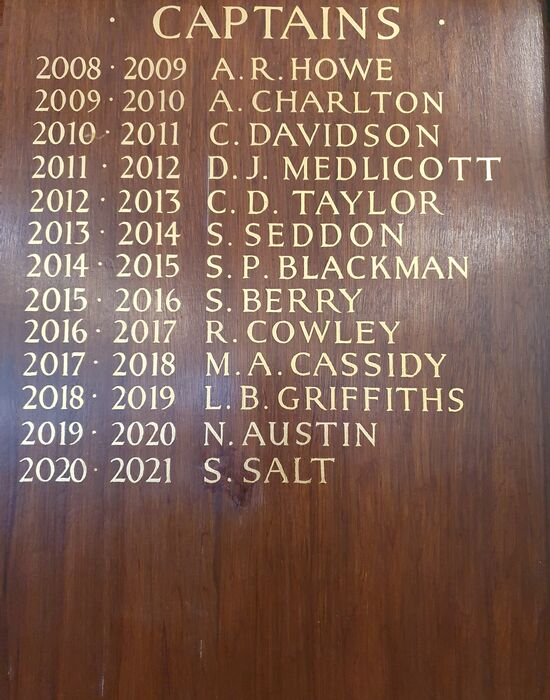 · CAPTAINS ·
2008 · 2009 A. R. HOWE
2009 · 2010 A. CHARLTON
2010 · 2011 C. DAVIDSON
2011 · 2012 D. J. MEDLICOTT
2012 · 2013 C. D. TAYLOR
2013 · 2014 S. SEDDON
2014 · 2015 S. P. BLACKMAN
2015 · 2016 S. BERRY
2016 · 2017 R. COWLEY
2017 · 2018 M. A. CASSIDY
2018 · 2019 L. B. GRIFFITHS
2019 · 2020 N. AUSTIN
2020 · 2021 S. SALT